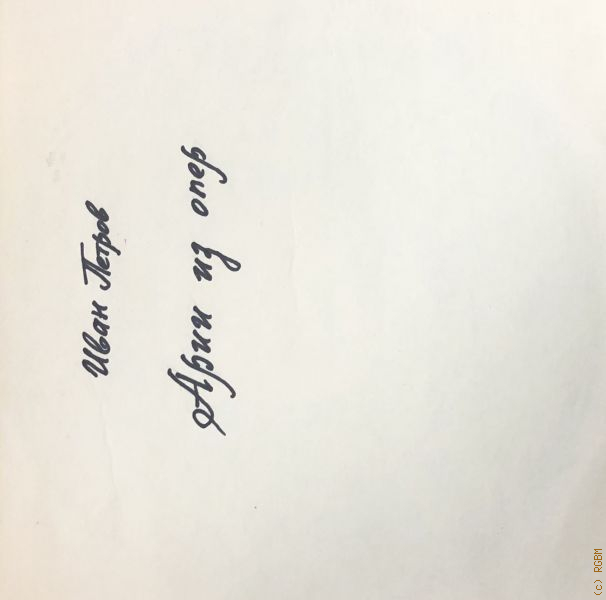 Иван Петров
Арии из опер
(c) RGBM